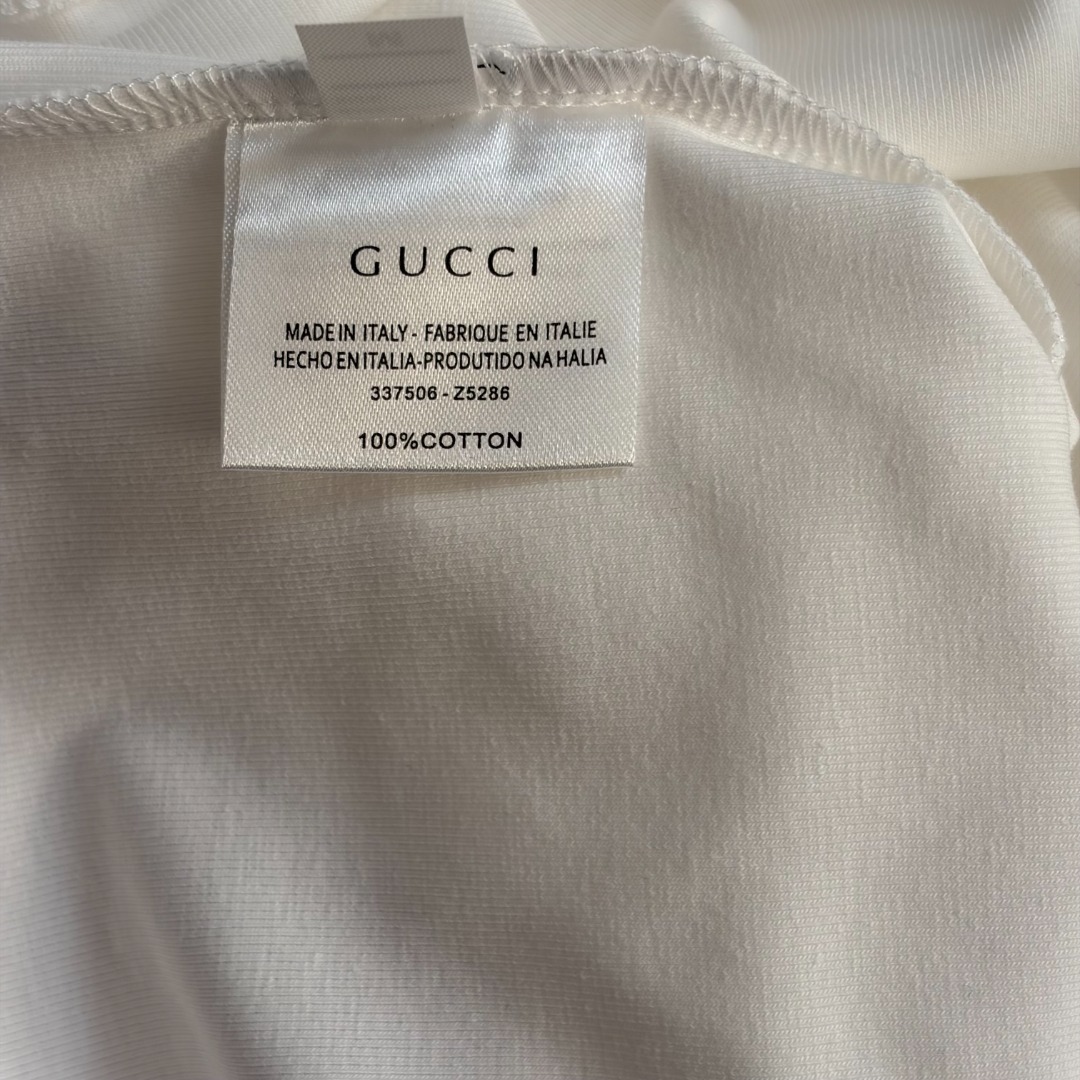 GUCCI
MADE IN ITALY - FABRIQUE EN ITALIE
HECHO EN ITALIA-PRODUTIDO NA HALIA
337506 - Z5286
100%COTTON